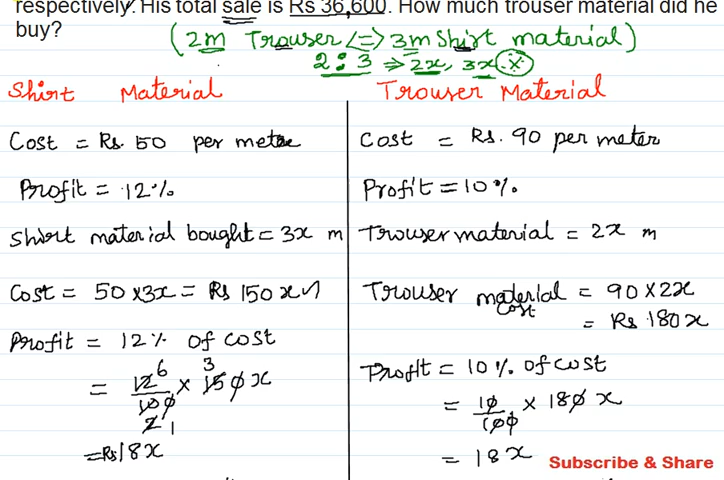 respectively. His total sale is Rs 36,600. How much trouser material did he
buy?
(2m Trouser <=> 3m Shirt material)
2 : 3 => 2x, 3x (x)
Shirt Material
Cost = Rs. 50 per metre
Profit = 12%
Shirt material bought = 3x m
Cost = 50 x 3x = Rs 150x
Profit = 12% of cost
= 12/100 x 150x
6 3
2 1
= Rs 18x
Trouser Material
Cost = Rs. 90 per meter
Profit = 10%
Trouser material = 2x m
Trouser material cost = 90 x 2x
= Rs 180x
Profit = 10% of cost
= 10/100 x 180x
= 18x
Subscribe & Share